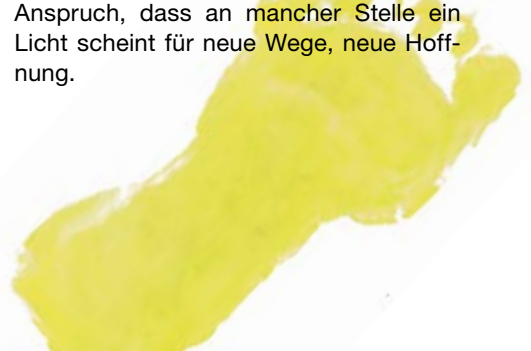 Anspruch, dass an mancher Stelle ein
Licht scheint für neue Wege, neue Hoff-
nung.